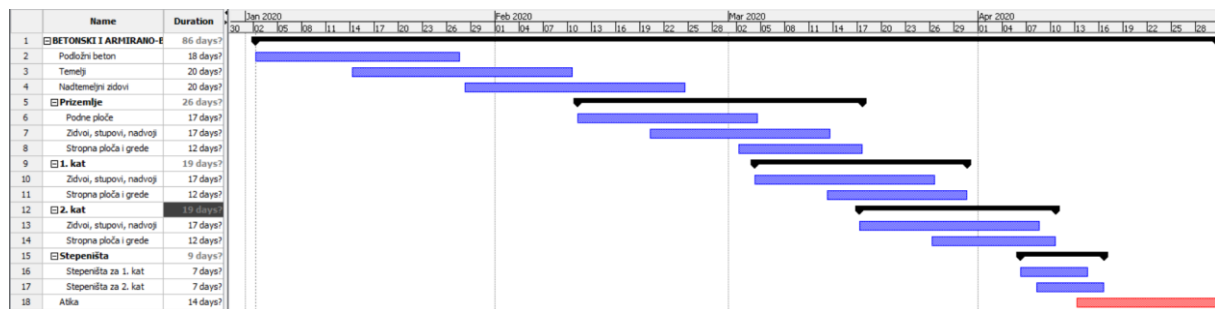 Name Duration
Jan 2020 Feb 2020 Mar 2020 Apr 2020
30 02 05 08 11 14 17 20 23 26 29 01 04 07 10 13 16 19 22 25 28 02 05 08 11 14 17 20 23 26 29 01 04 07 10 13 16 19 22 25 28
1 BETONSKI I ARMIRANO-B 86 days?
2 Podložni beton 18 days?
3 Temelji 20 days?
4 Nadtemeljni zidovi 20 days?
5 Prizemlje 26 days?
6 Podne ploče 17 days?
7 Zidvoi, stupovi, nadvoji 17 days?
8 Stropna ploča i grede 12 days?
9 1. kat 19 days?
10 Zidvoi, stupovi, nadvoji 17 days?
11 Stropna ploča i grede 12 days?
12 2. kat 19 days?
13 Zidvoi, stupovi, nadvoji 17 days?
14 Stropna ploča i grede 12 days?
15 Stepeništa 9 days?
16 Stepeništa za 1. kat 7 days?
17 Stepeništa za 2. kat 7 days?
18 Atika 14 days?